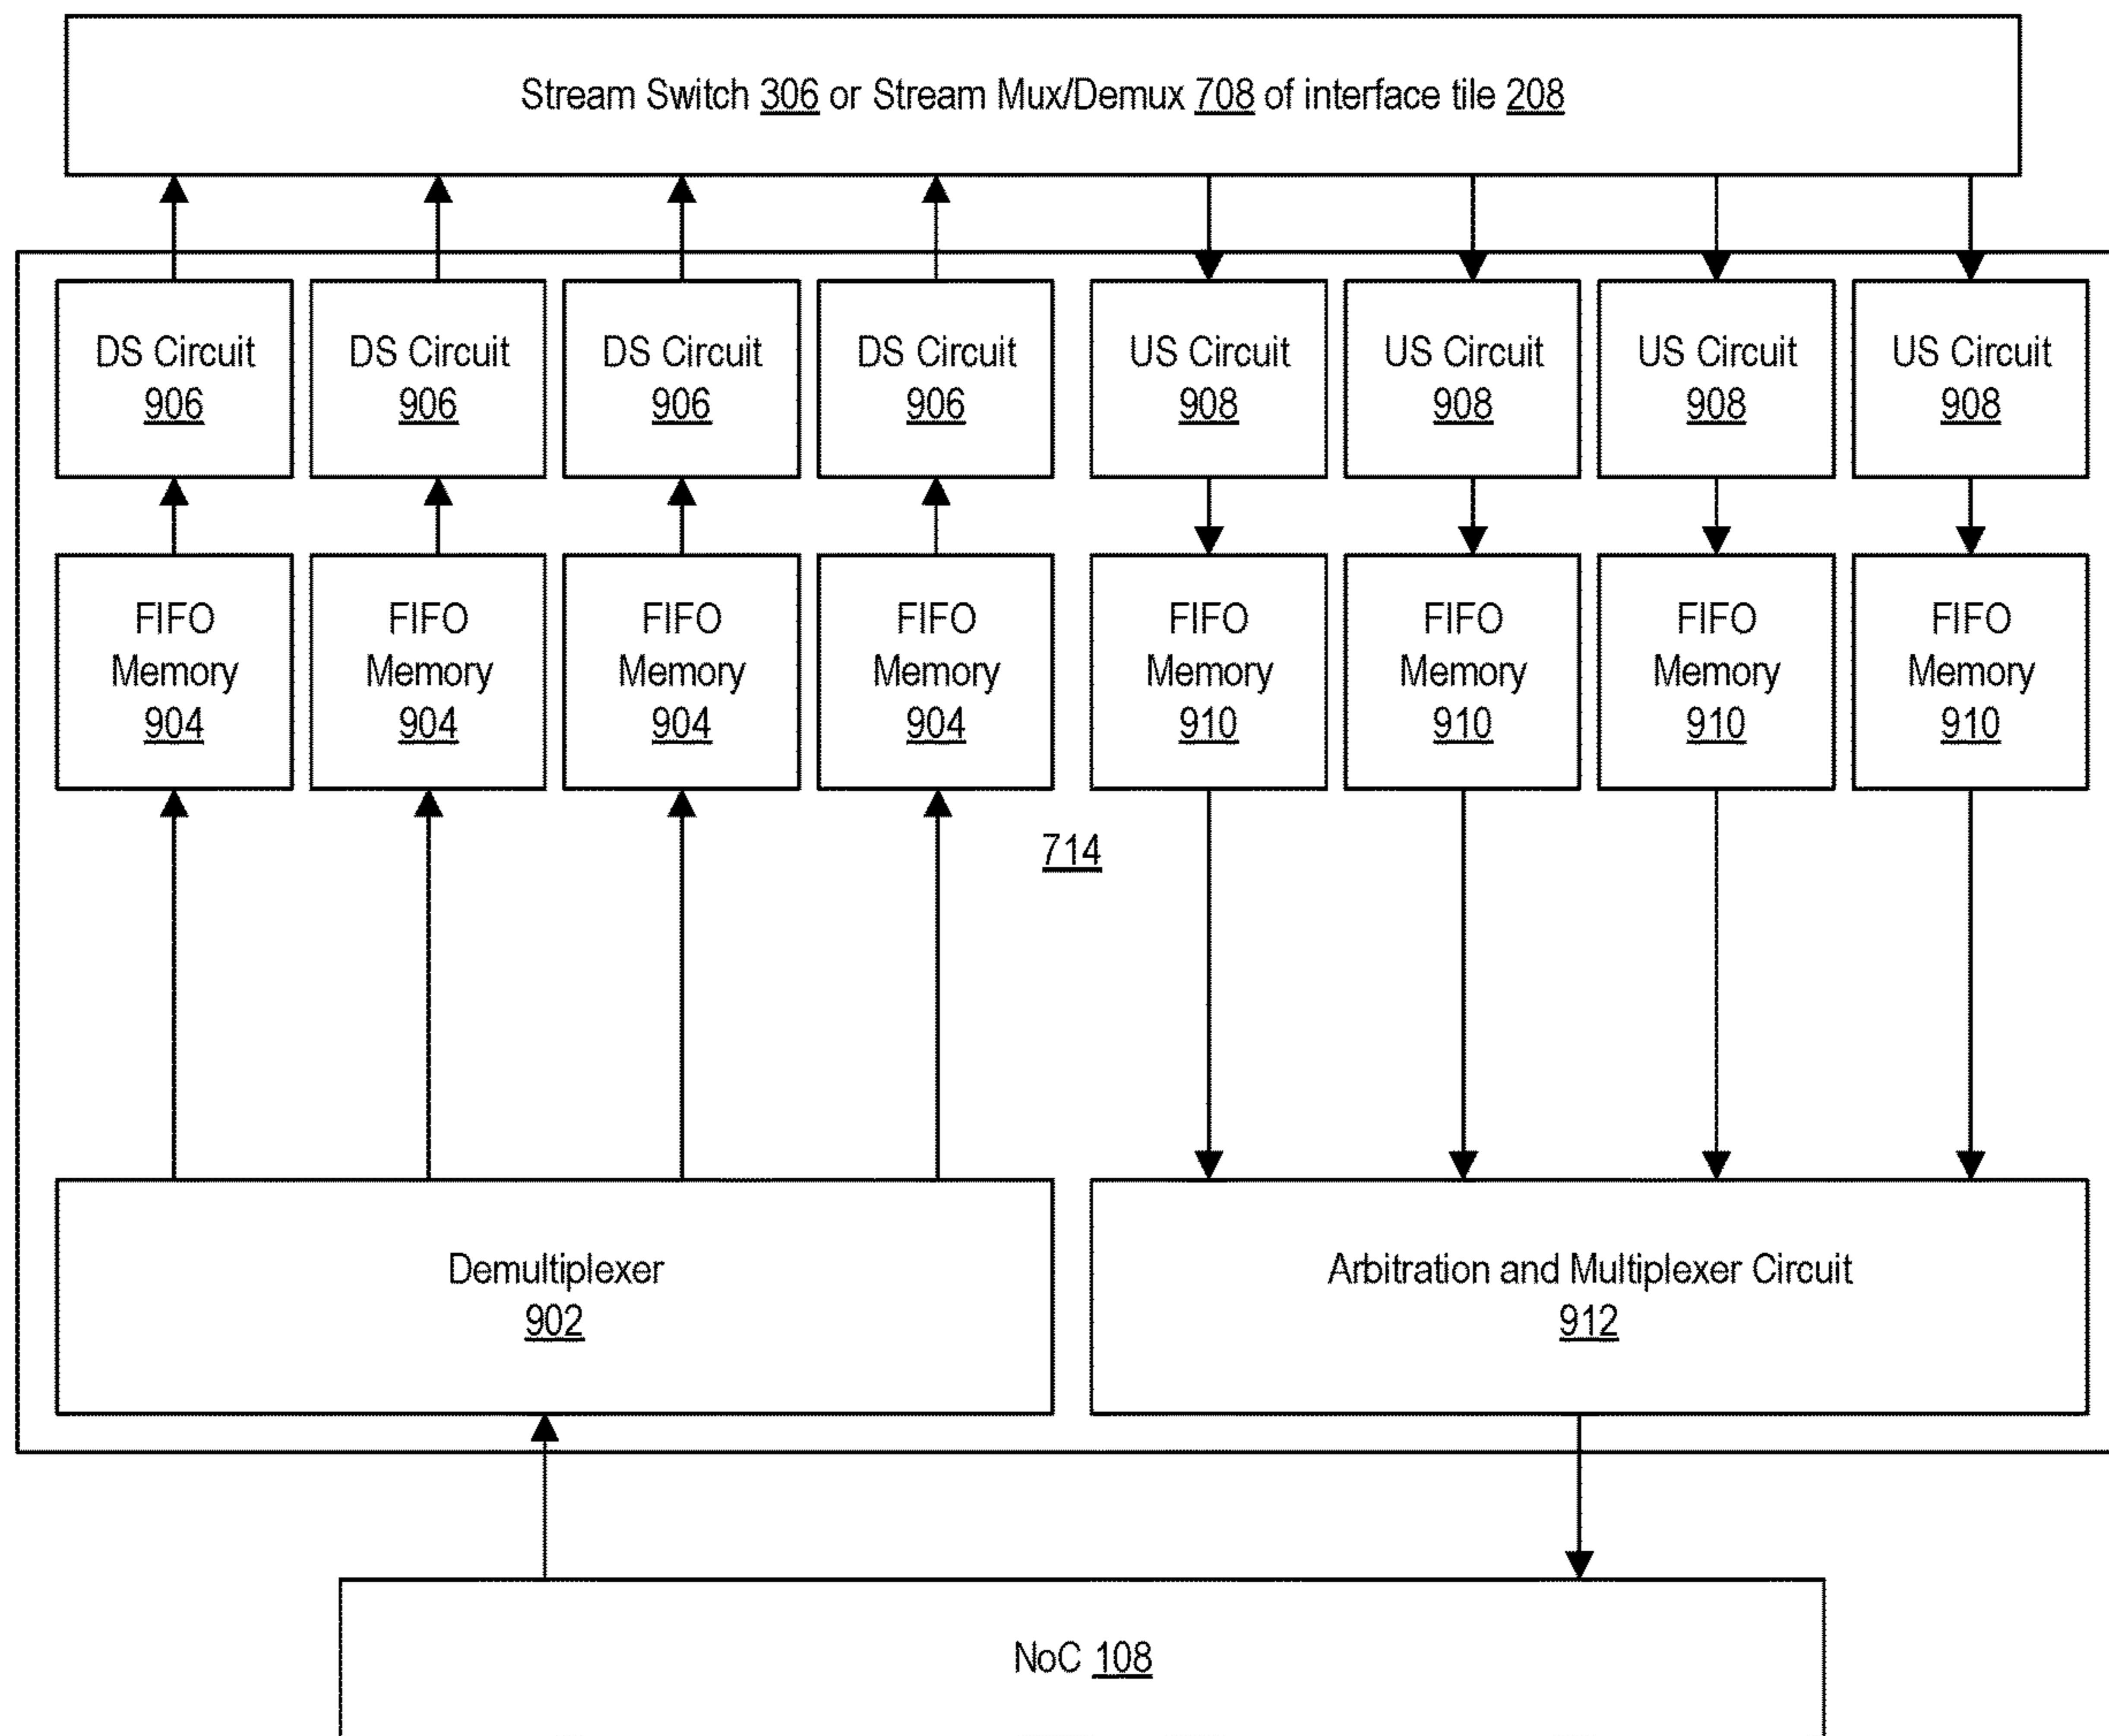 Stream Switch 306 or Stream Mux/Demux 708 of interface tile 208
DS Circuit
906
DS Circuit
906
DS Circuit
906
DS Circuit
906
US Circuit
908
US Circuit
908
US Circuit
908
US Circuit
908
FIFO
Memory
904
FIFO
Memory
904
FIFO
Memory
904
FIFO
Memory
904
FIFO
Memory
910
FIFO
Memory
910
FIFO
Memory
910
FIFO
Memory
910
714
Demultiplexer
902
Arbitration and Multiplexer Circuit
912
NoC 108